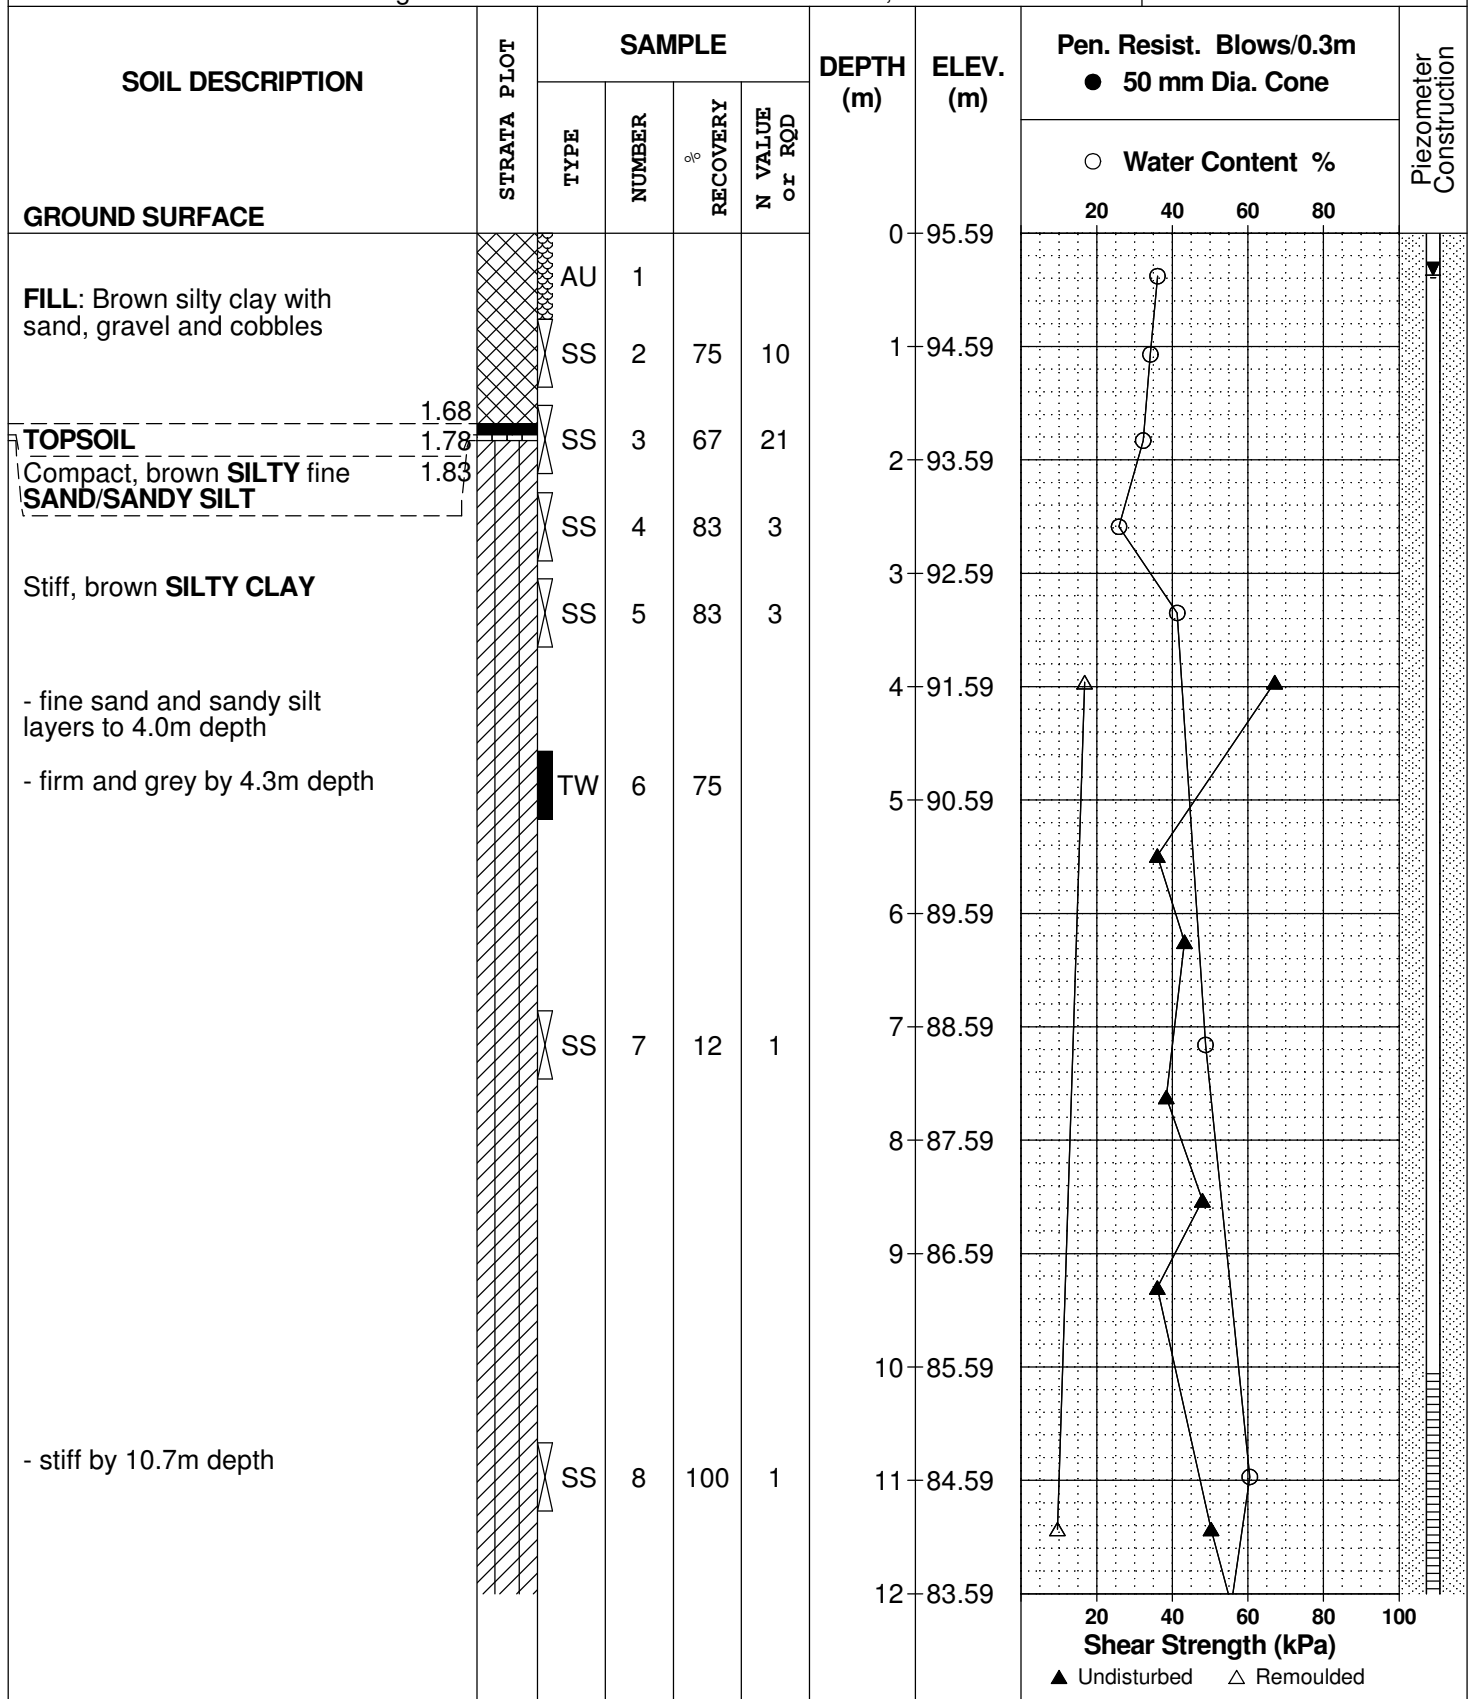 SOIL DESCRIPTION
GROUND SURFACE
STRATA PLOT
SAMPLE
TYPE
NUMBER
%
RECOVERY
N VALUE
or RQD
DEPTH
(m)
ELEV.
(m)
Pen. Resist. Blows/0.3m
● 50 mm Dia. Cone
○ Water Content %
20 40 60 80
Piezometer
Construction
0 95.59
AU 1
FILL: Brown silty clay with
sand, gravel and cobbles
SS 2 75 10
1 94.59
1.68
TOPSOIL 1.78
SS 3 67 21
2 93.59
Compact, brown SILTY fine 1.83
SAND/SANDY SILT
SS 4 83 3
3 92.59
Stiff, brown SILTY CLAY
SS 5 83 3
4 91.59
- fine sand and sandy silt
layers to 4.0m depth
- firm and grey by 4.3m depth
TW 6 75
5 90.59
6 89.59
7 88.59
SS 7 12 1
8 87.59
9 86.59
10 85.59
- stiff by 10.7m depth
SS 8 100 1
11 84.59
12 83.59
20 40 60 80 100
Shear Strength (kPa)
▲ Undisturbed △ Remoulded